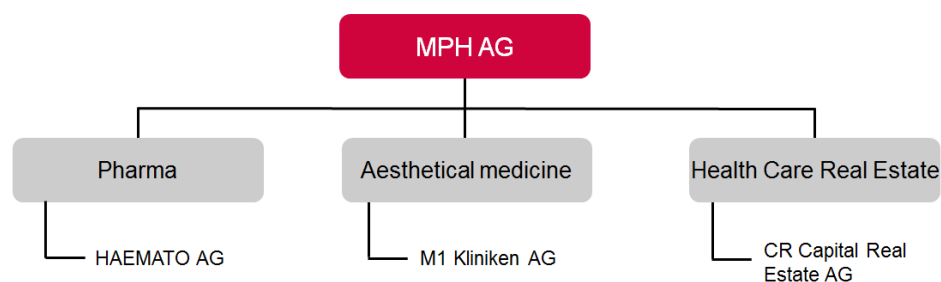 MPH AG
Pharma
Aesthetical medicine
Health Care Real Estate
HAEMATO AG
M1 Kliniken AG
CR Capital Real
Estate AG